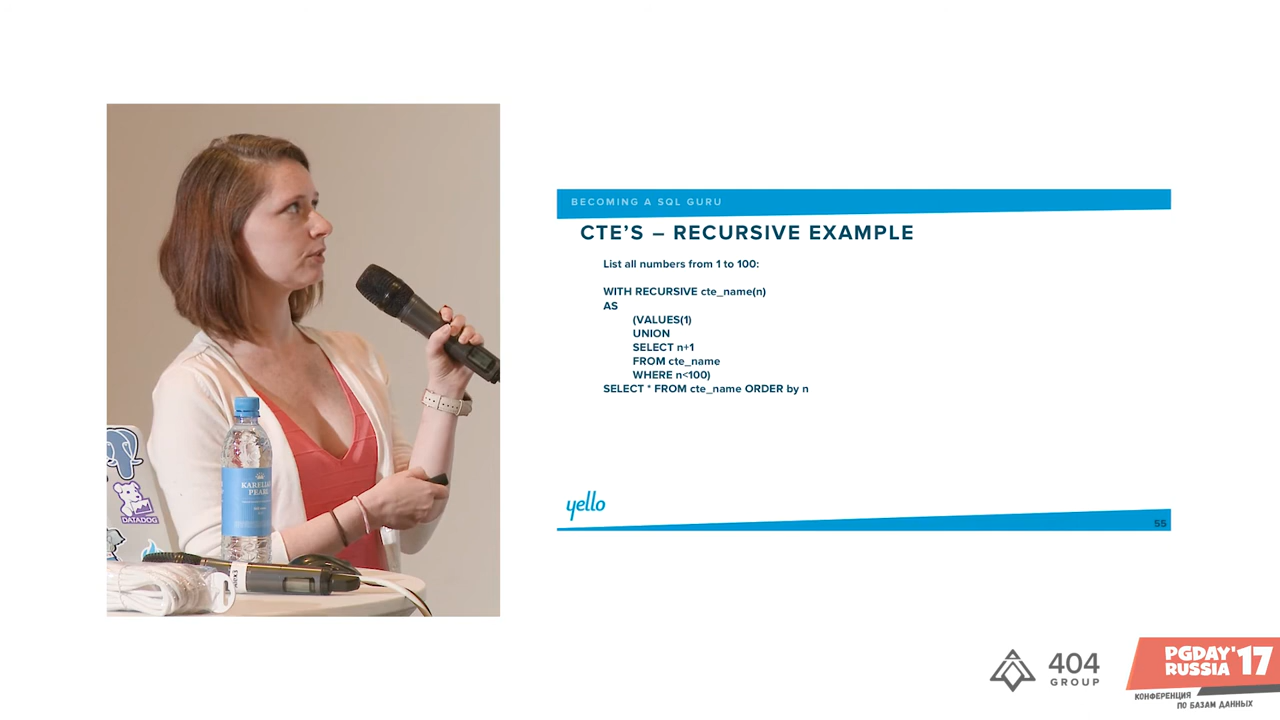 BECOMING A SQL GURU
CTE'S – RECURSIVE EXAMPLE
List all numbers from 1 to 100:
WITH RECURSIVE cte_name(n)
AS
(VALUES(1)
UNION
SELECT n+1
FROM cte_name
WHERE n<100)
SELECT * FROM cte_name ORDER by n
yello
55
DATADOG
404
GROUP
PGDAY'17
RUSSIA
КОНФЕРЕНЦИЯ
ПО БАЗАМ ДАННЫХ